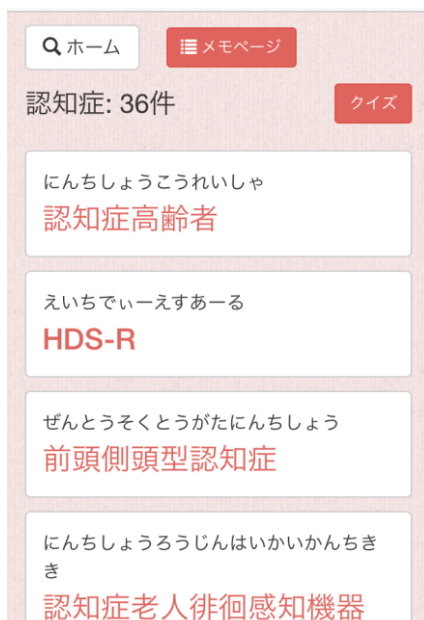 ホーム
メモページ
認知症: 36件
クイズ
にんちしょうこうれいしゃ
認知症高齢者
えいちでぃーえすあーる
HDS-R
ぜんとうそくとうがたにんちしょう
前頭側頭型認知症
にんちしょうろうじんはいかいかんちき
き
認知症老人徘徊感知機器